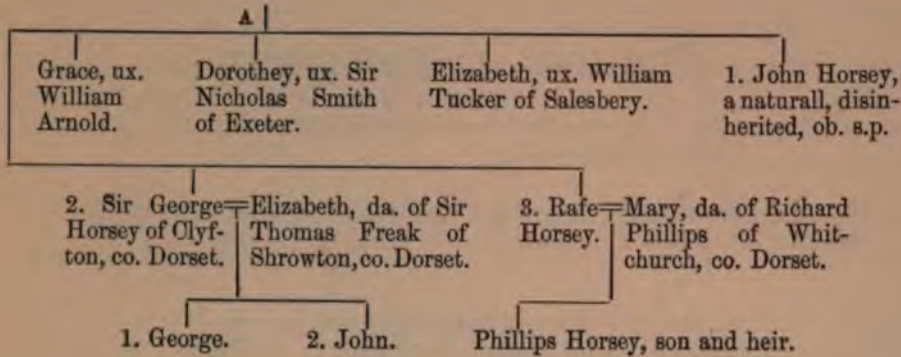 A
Grace, ux.
William
Arnold.
Dorothey, ux. Sir
Nicholas Smith
of Exeter.
Elizabeth, ux. William
Tucker of Salesbery.
1. John Horsey,
a naturall, disin-
herited, ob. s.p.
2. Sir George
Horsey of Clyf-
ton, co. Dorset.
Elizabeth, da. of Sir
Thomas Freak of
Shrowton, co. Dorset.
3. Rafe
Horsey.
Mary, da. of Richard
Phillips of Whit-
church, co. Dorset.
1. George.
2. John.
Phillips Horsey, son and heir.